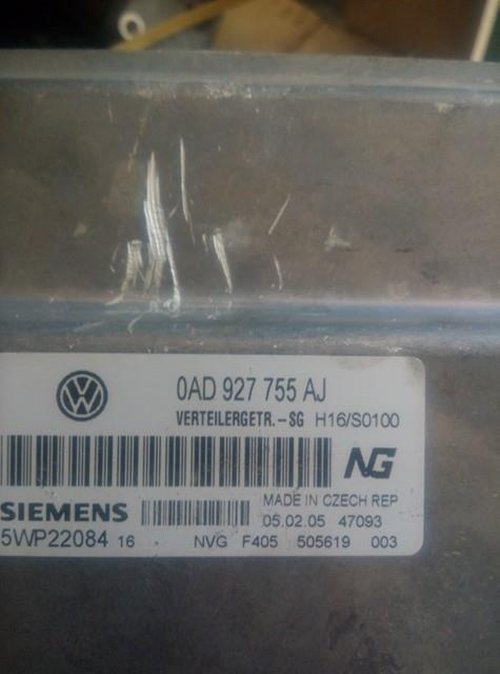 0AD 927 755 AJ
VERTEILERGETR.-SG H16/S0100
NG
SIEMENS
MADE IN CZECH REP
05.02.05 47093
5WP22084 16
NVG F405 505619 003